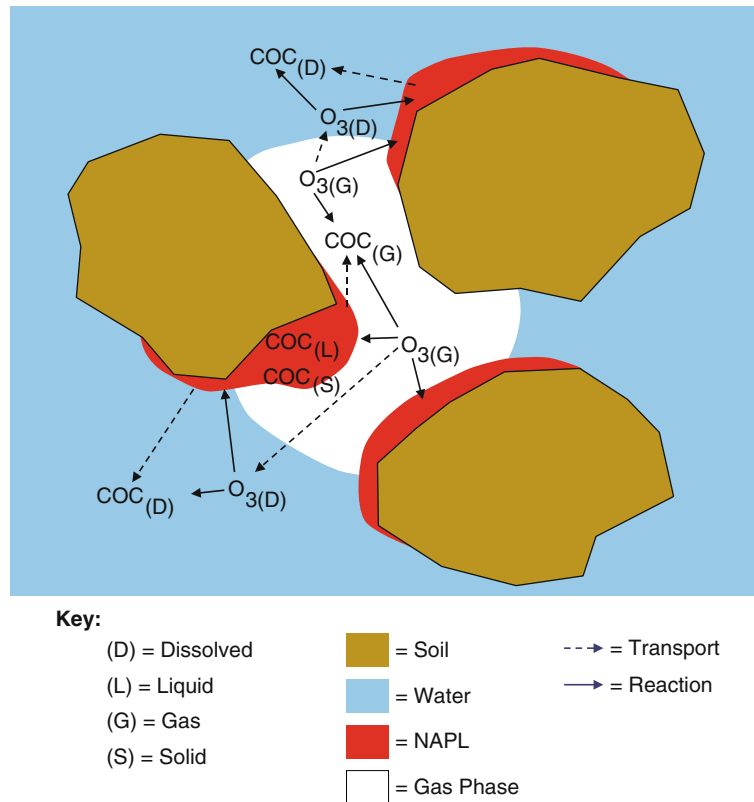 COC(D)
O3(D)
O3(G)
COC(G)
COC(L)
O3(G)
COC(S)
COC(D)
O3(D)
Key:
(D) = Dissolved
(L) = Liquid
(G) = Gas
(S) = Solid
= Soil
= Water
= NAPL
= Gas Phase
= Transport
= Reaction